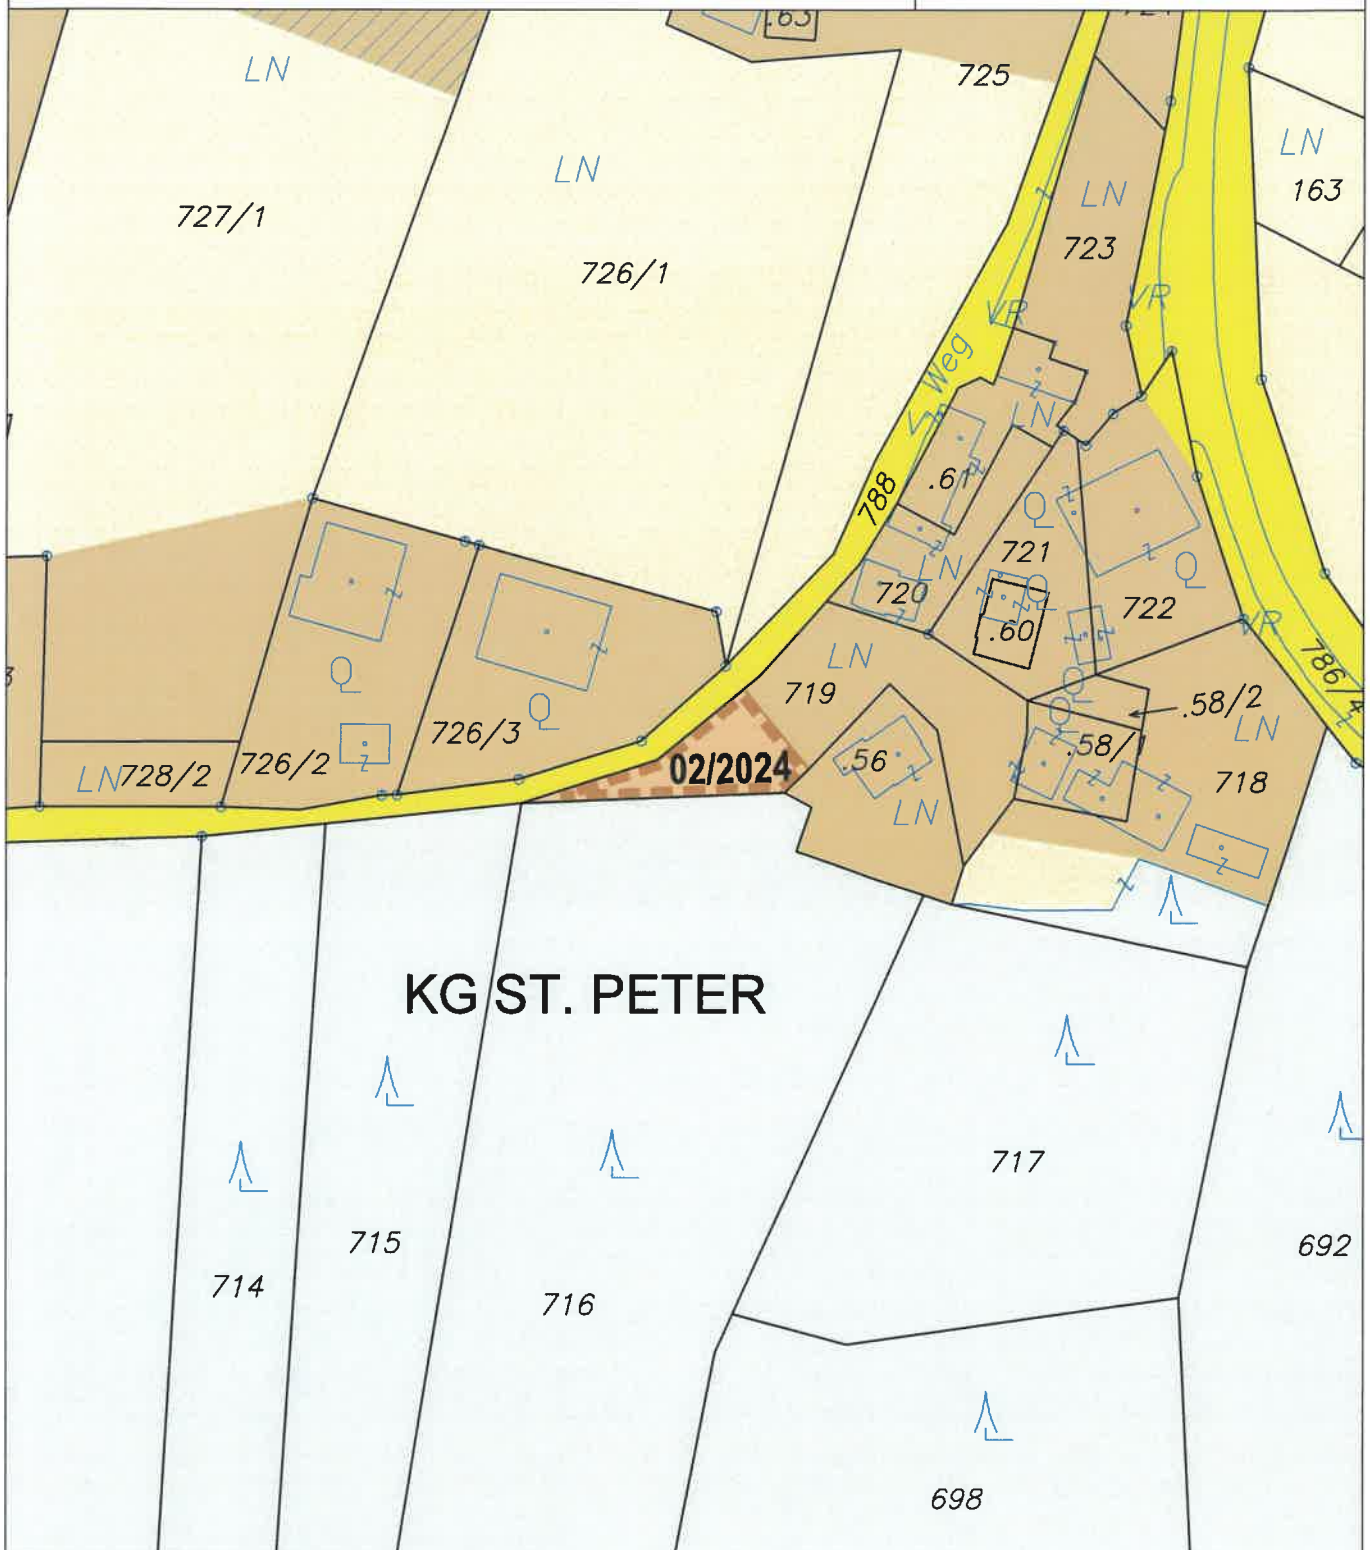 .63
725
LN
LN
LN
163
727/1
LN
723
726/1
VR
VR
Weg
LN
.61
788
Q
721
LN
Q
Q
720
722
.60
VR
LN
786/4
719
Q
Q
.58/2
LN
Q
Q
726/3
.58/1
726/2
LN
728/2
02/2024
.56
718
LN
KG ST. PETER
717
715
692
714
716
698